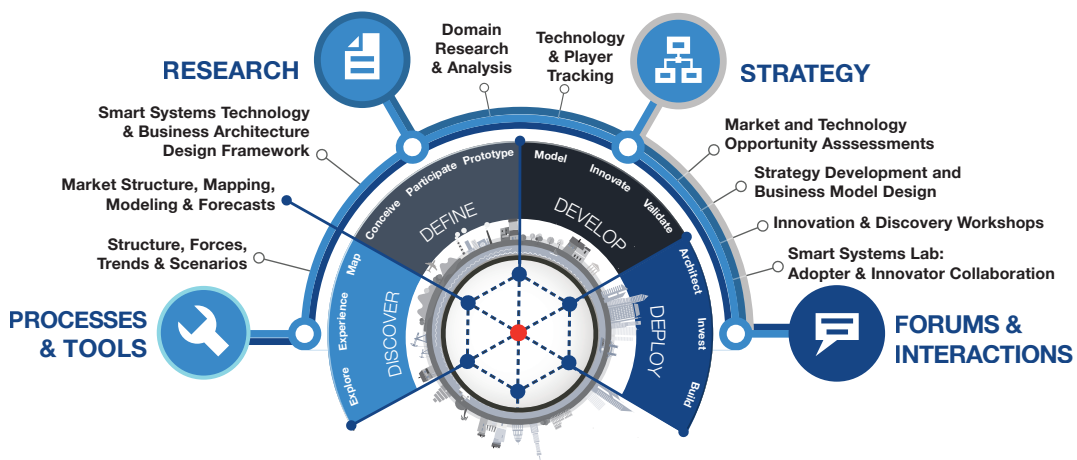 RESEARCH
Domain
Research
& Analysis
Technology
& Player
Tracking
STRATEGY
Smart Systems Technology
& Business Architecture
Design Framework
Market Structure, Mapping,
Modeling & Forecasts
Structure, Forces,
Trends & Scenarios
PROCESSES
& TOOLS
Market and Technology
Opportunity Asssessments
Strategy Development and
Business Model Design
Innovation & Discovery Workshops
Smart Systems Lab:
Adopter & Innovator Collaboration
FORUMS &
INTERACTIONS
Explore
Experience
Map
DISCOVER
Conceive
Participate
Prototype
DEFINE
Model
Innovate
Validate
DEVELOP
Architect
Invest
Build
DEPLOY